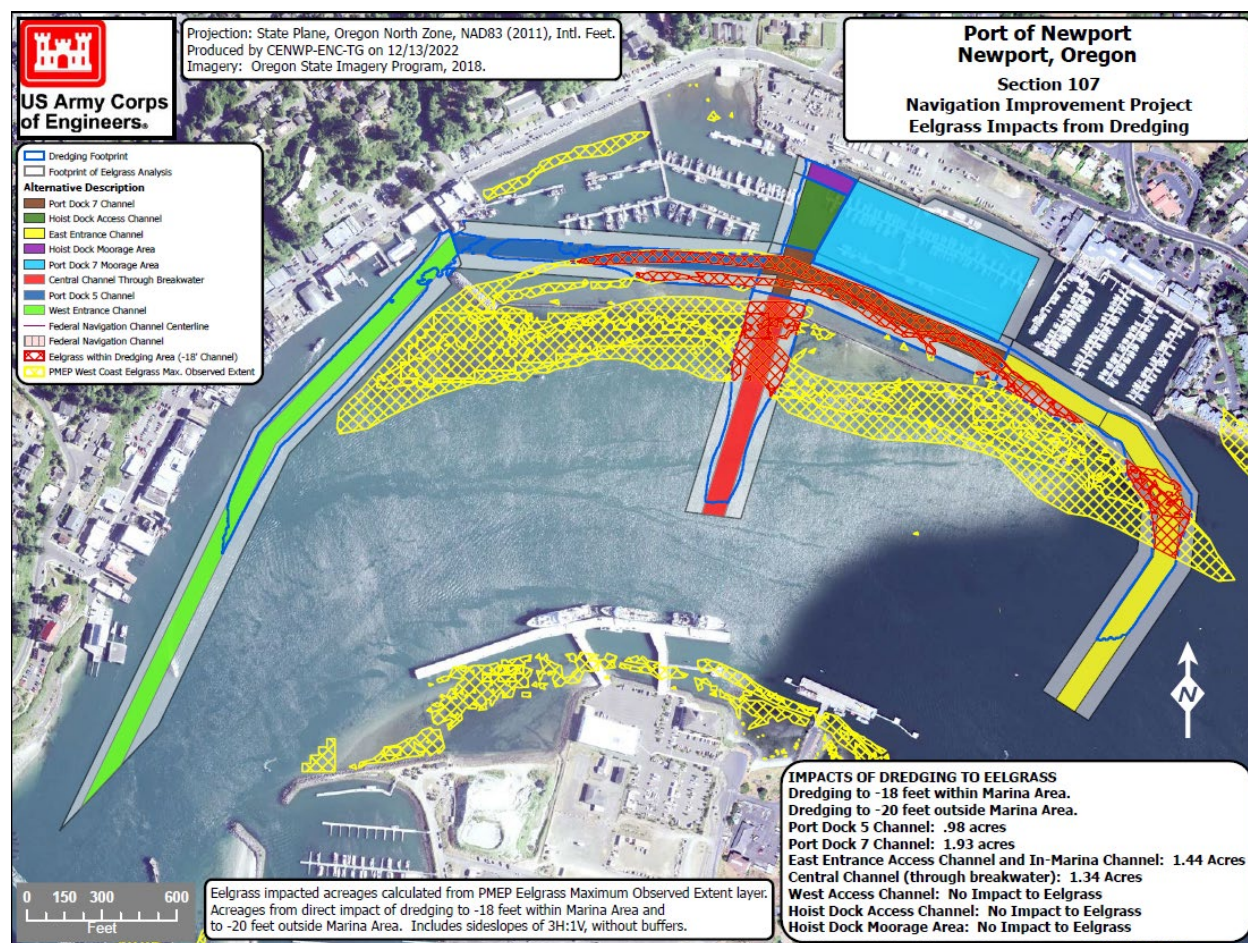 US Army Corps
of Engineers®
Projection: State Plane, Oregon North Zone, NAD83 (2011), Intl. Feet.
Produced by CENWP-ENC-TG on 12/13/2022
Imagery: Oregon State Imagery Program, 2018.
Port of Newport
Newport, Oregon
Section 107
Navigation Improvement Project
Eelgrass Impacts from Dredging
Dredging Footprint
Footprint of Eelgrass Analysis
Alternative Description
Port Dock 7 Channel
Hoist Dock Access Channel
East Entrance Channel
Hoist Dock Moorage Area
Port Dock 7 Moorage Area
Central Channel Through Breakwater
Port Dock 5 Channel
West Entrance Channel
Federal Navigation Channel Centerline
Federal Navigation Channel
Eelgrass within Dredging Area (-18' Channel)
PMEP West Coast Eelgrass Max. Observed Extent
N
IMPACTS OF DREDGING TO EELGRASS
Dredging to -18 feet within Marina Area.
Dredging to -20 feet outside Marina Area.
Port Dock 5 Channel: .98 acres
Port Dock 7 Channel: 1.93 acres
East Entrance Access Channel and In-Marina Channel: 1.44 Acres
Central Channel (through breakwater): 1.34 Acres
West Access Channel: No Impact to Eelgrass
Hoist Dock Access Channel: No Impact to Eelgrass
Hoist Dock Moorage Area: No Impact to Eelgrass
0 150 300 600
Feet
Eelgrass impacted acreages calculated from PMEP Eelgrass Maximum Observed Extent layer.
Acreages from direct impact of dredging to -18 feet within Marina Area and
to -20 feet outside Marina Area. Includes sideslopes of 3H:1V, without buffers.